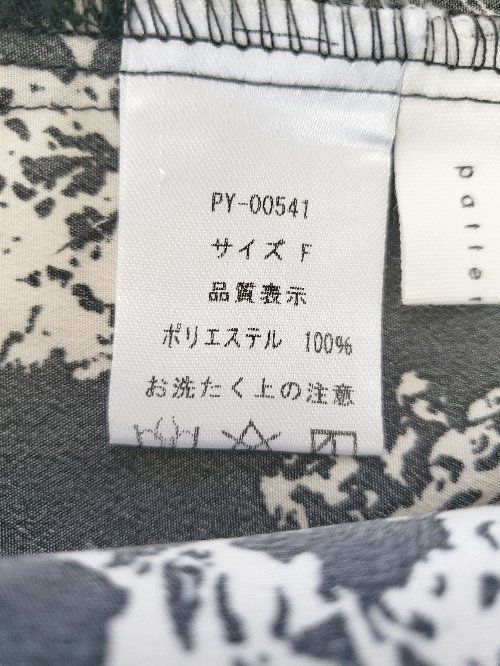 PY-00541
サイズ F
品質表示
ポリエステル 100%
お洗たく上の注意